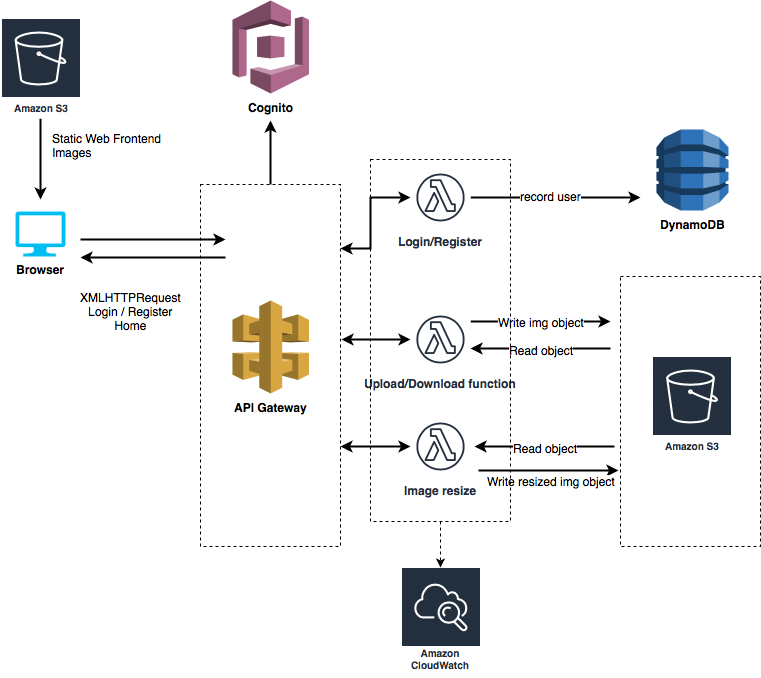 Amazon S3
Cognito
Static Web Frontend
Images
Browser
XMLHTTPRequest
Login / Register
Home
API Gateway
Login/Register
record user
DynamoDB
Write img object
Read object
Upload/Download function
Amazon S3
Read object
Write resized img object
Image resize
Amazon
CloudWatch